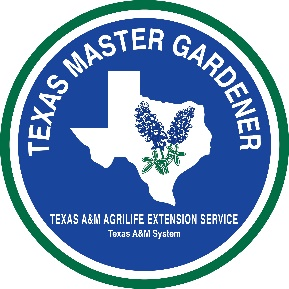 TEXAS MASTER GARDENER
TEXAS A&M AGRILIFE EXTENSION SERVICE
Texas A&M System